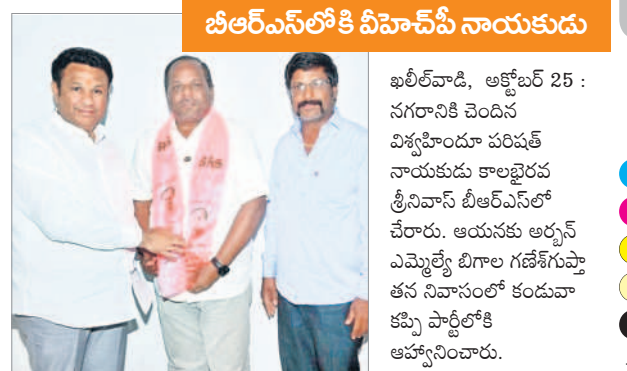 బీఆర్ఎస్‌లోకి వీహెచ్‌పీ నాయకుడు
ఖలీల్‌వాడి, అక్టోబర్ 25 :
నగరానికి చెందిన
విశ్వహిందూ పరిషత్
నాయకుడు కాలభైరవ
శ్రీనివాస్ బీఆర్ఎస్‌లో
చేరారు. ఆయనకు అర్బన్
ఎమ్మెల్యే బిగాల గణేశ్‌గుప్తా
తన నివాసంలో కండువా
కప్పి పార్టీలోకి
ఆహ్వానించారు.